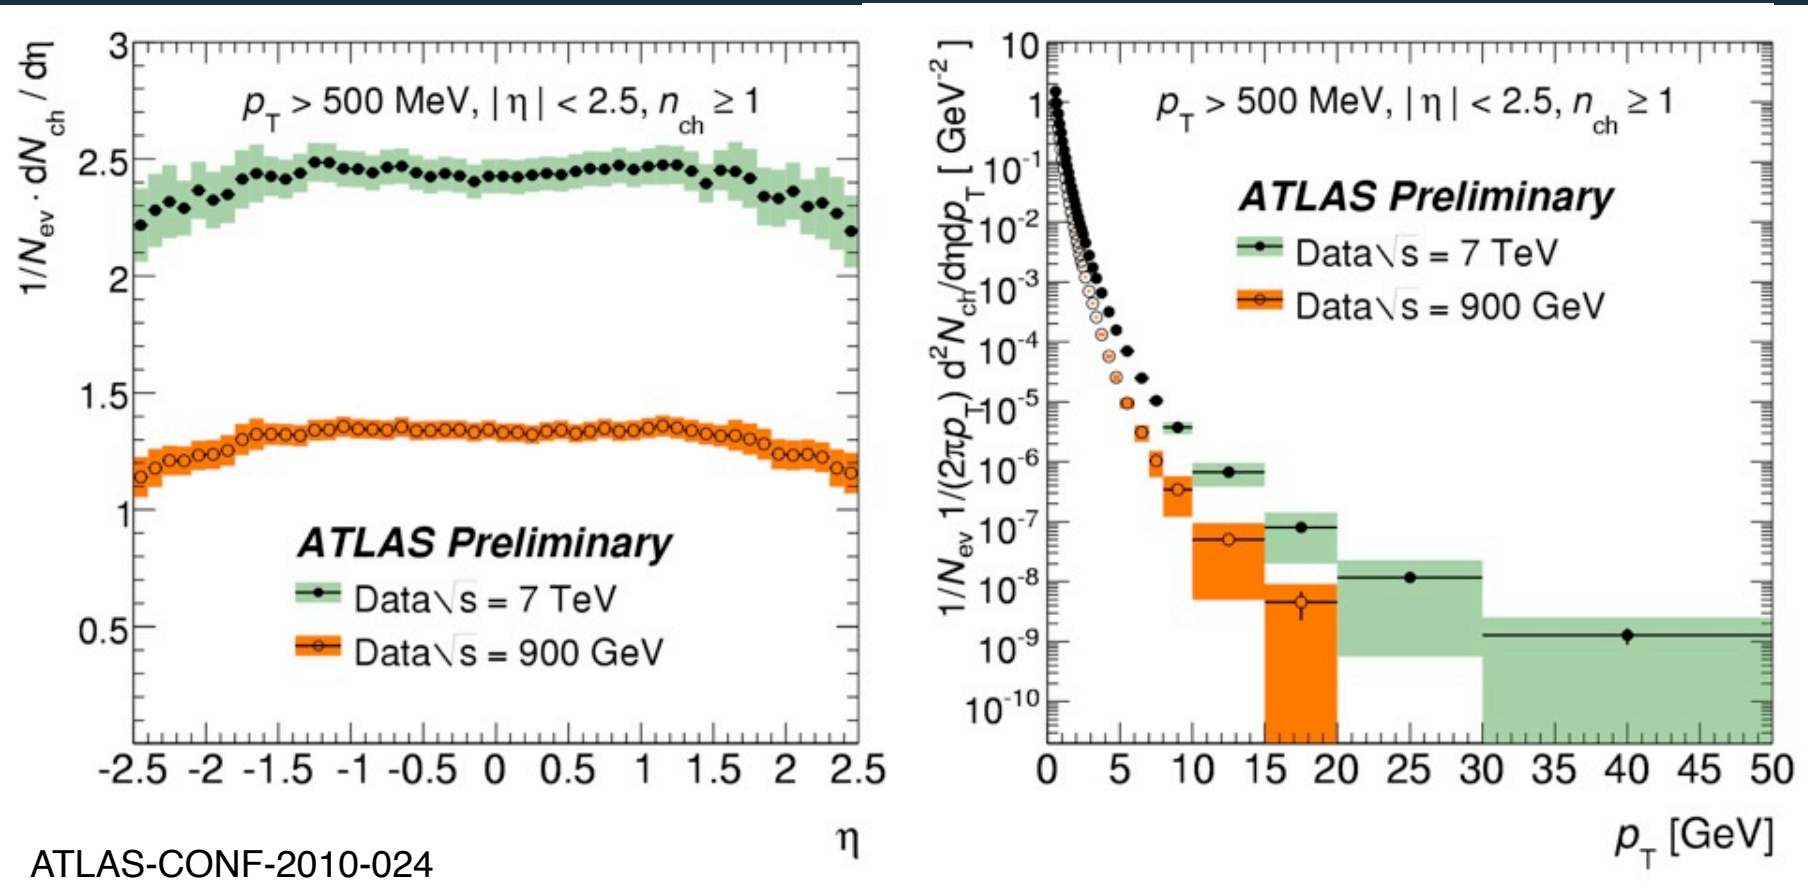 1/N_ev · dN_ch / dη
3
2.5
2
1.5
1
0.5
p_T > 500 MeV, | η | < 2.5, n_ch ≥ 1
ATLAS Preliminary
Data √s = 7 TeV
Data √s = 900 GeV
-2.5 -2 -1.5 -1 -0.5 0 0.5 1 1.5 2 2.5
η
1/N_ev 1/(2πp_T) d²N_ch/dηdp_T [ GeV⁻² ]
10
1
10⁻¹
10⁻²
10⁻³
10⁻⁴
10⁻⁵
10⁻⁶
10⁻⁷
10⁻⁸
10⁻⁹
10⁻¹⁰
p_T > 500 MeV, | η | < 2.5, n_ch ≥ 1
ATLAS Preliminary
Data √s = 7 TeV
Data √s = 900 GeV
0 5 10 15 20 25 30 35 40 45 50
p_T [GeV]
ATLAS-CONF-2010-024